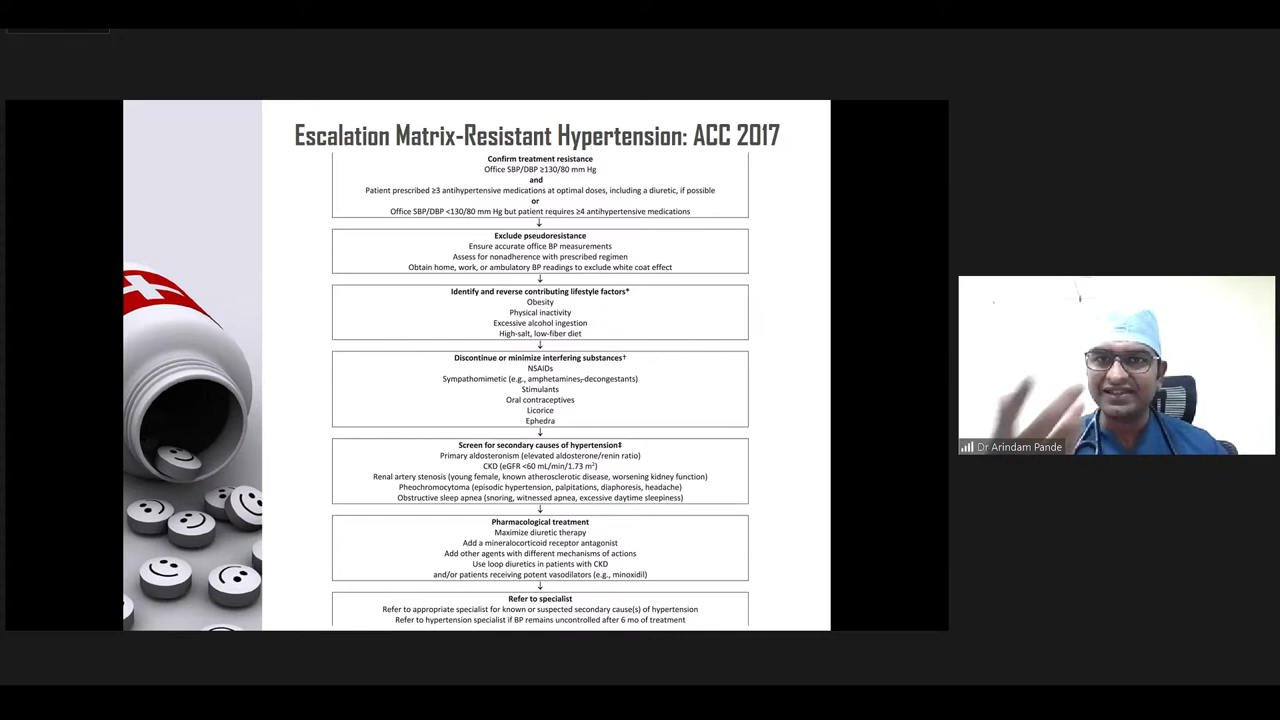 Escalation Matrix-Resistant Hypertension: ACC 2017
Confirm treatment resistance
Office SBP/DBP ≥130/80 mm Hg
and
Patient prescribed ≥3 antihypertensive medications at optimal doses, including a diuretic, if possible
or
Office SBP/DBP <130/80 mm Hg but patient requires ≥4 antihypertensive medications
↓
Exclude pseudoresistance
Ensure accurate office BP measurements
Assess for nonadherence with prescribed regimen
Obtain home, work, or ambulatory BP readings to exclude white coat effect
↓
Identify and reverse contributing lifestyle factors*
Obesity
Physical inactivity
Excessive alcohol ingestion
High-salt, low-fiber diet
↓
Discontinue or minimize interfering substances†
NSAIDs
Sympathomimetic (e.g., amphetamines, decongestants)
Stimulants
Oral contraceptives
Licorice
Ephedra
↓
Screen for secondary causes of hypertension‡
Primary aldosteronism (elevated aldosterone/renin ratio)
CKD (eGFR <60 mL/min/1.73 m²)
Renal artery stenosis (young female, known atherosclerotic disease, worsening kidney function)
Pheochromocytoma (episodic hypertension, palpitations, diaphoresis, headache)
Obstructive sleep apnea (snoring, witnessed apnea, excessive daytime sleepiness)
↓
Pharmacological treatment
Maximize diuretic therapy
Add a mineralocorticoid receptor antagonist
Add other agents with different mechanisms of actions
Use loop diuretics in patients with CKD
and/or patients receiving potent vasodilators (e.g., minoxidil)
↓
Refer to specialist
Refer to appropriate specialist for known or suspected secondary cause(s) of hypertension
Refer to hypertension specialist if BP remains uncontrolled after 6 mo of treatment
Dr Arindam Pande